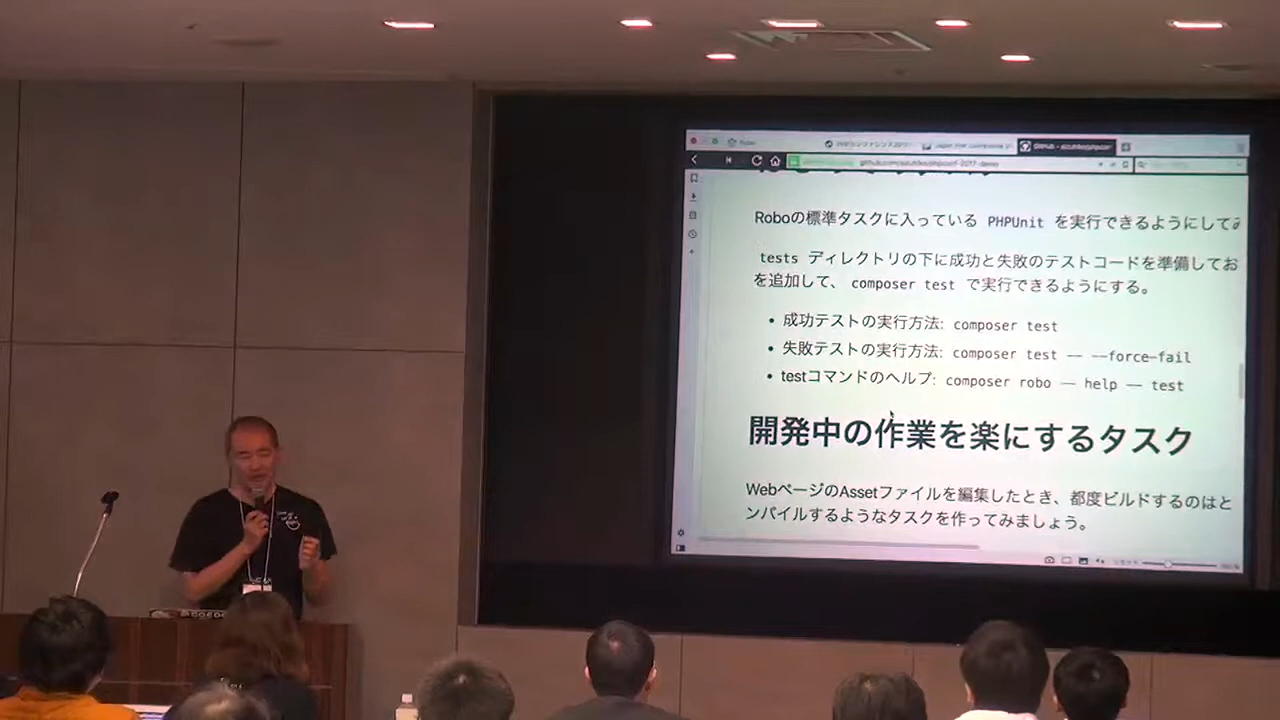 github.com/
Roboの標準タスクに入っている PHPUnit を実行できるようにして
tests ディレクトリの下に成功と失敗のテストコードを準備してお
を追加して、 composer test で実行できるようにする。
• 成功テストの実行方法: composer test
• 失敗テストの実行方法: composer test -- --force-fail
• testコマンドのヘルプ: composer robo -- help -- test
開発中の作業を楽にするタスク
WebページのAssetファイルを編集したとき、都度ビルドするのはと
ンパイルするようなタスクを作ってみましょう。